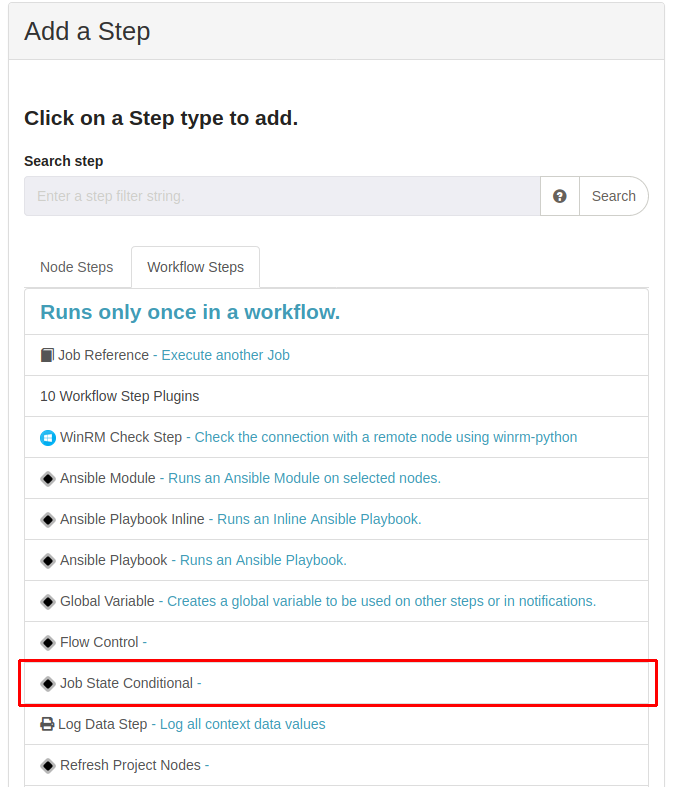 Add a Step
Click on a Step type to add.
Search step
Enter a step filter string.
Search
Node Steps
Workflow Steps
Runs only once in a workflow.
Job Reference - Execute another Job
10 Workflow Step Plugins
WinRM Check Step - Check the connection with a remote node using winrm-python
Ansible Module - Runs an Ansible Module on selected nodes.
Ansible Playbook Inline - Runs an Inline Ansible Playbook.
Ansible Playbook - Runs an Ansible Playbook.
Global Variable - Creates a global variable to be used on other steps or in notifications.
Flow Control -
Job State Conditional -
Log Data Step - Log all context data values
Refresh Project Nodes -